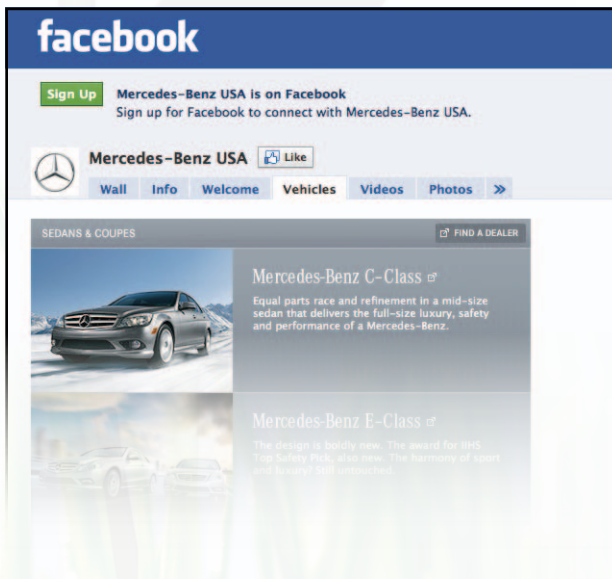 facebook
Sign Up
Mercedes-Benz USA is on Facebook
Sign up for Facebook to connect with Mercedes-Benz USA.
Mercedes-Benz USA Like
Wall Info Welcome Vehicles Videos Photos »
SEDANS & COUPES FIND A DEALER
Mercedes-Benz C-Class
Equal parts race and refinement in a mid-size
sedan that delivers the full-size luxury, safety
and performance of a Mercedes-Benz.
Mercedes-Benz E-Class
The design is boldly new. The award for IIHS
Top Safety Pick, also new. The harmony of sport
and luxury? Still untouched.